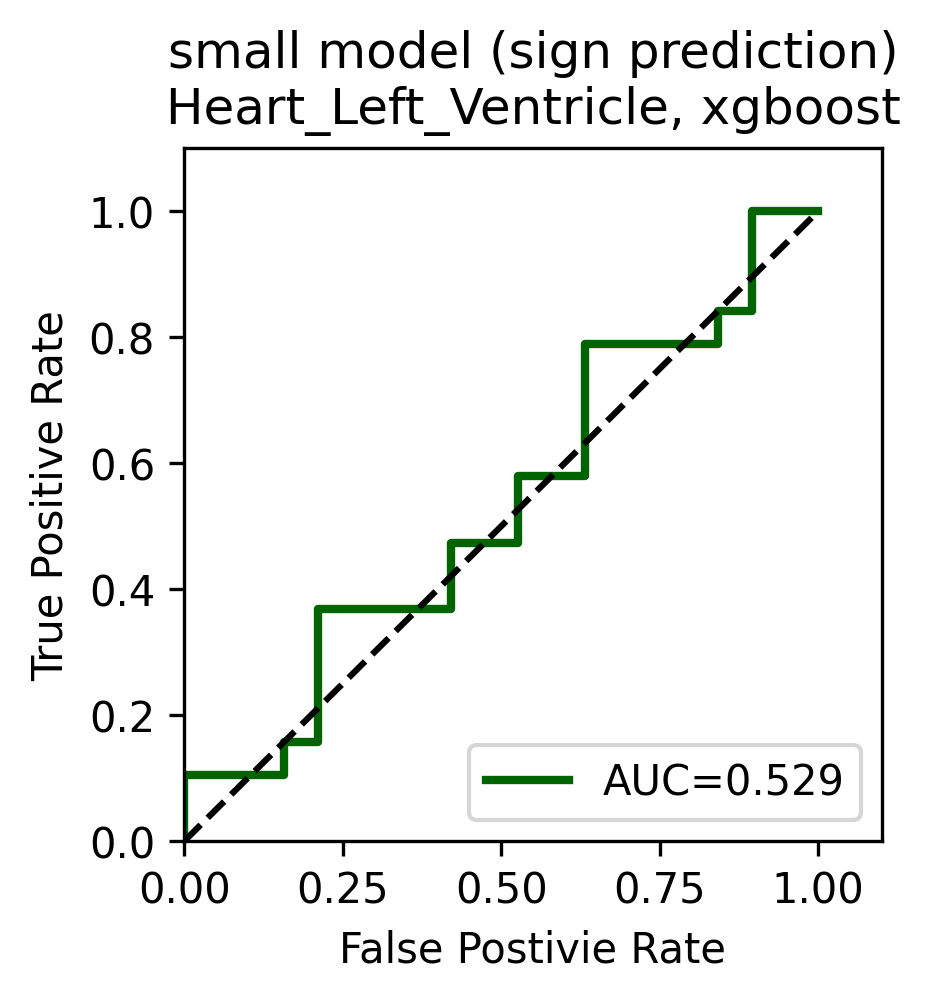 small model (sign prediction)
Heart_Left_Ventricle, xgboost
1.0
0.8
0.6
0.4
0.2
0.0
True Positive Rate
AUC=0.529
0.00 0.25 0.50 0.75 1.00
False Postivie Rate